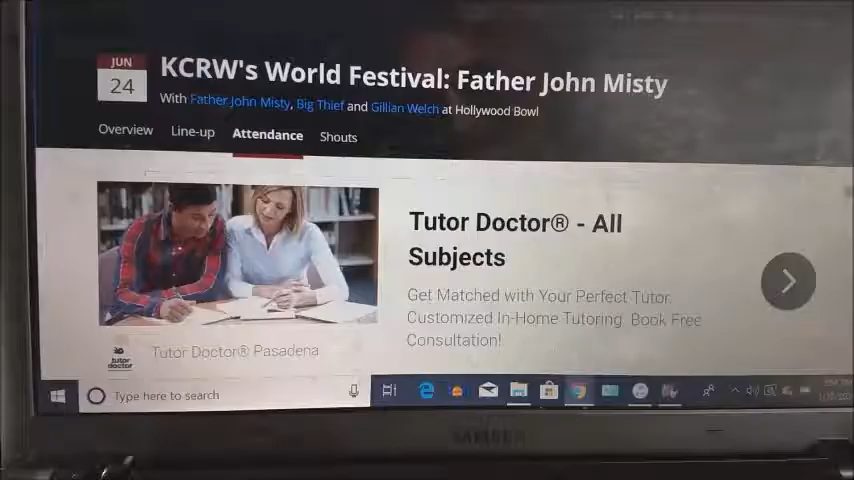 JUN
24
KCRW's World Festival: Father John Misty
With Father John Misty, Big Thief and Gillian Welch at Hollywood Bowl
Overview Line-up Attendance Shouts
Tutor Doctor® - All
Subjects
Get Matched with Your Perfect Tutor.
Customized In-Home Tutoring. Book Free
Consultation!
tutor
doctor
Tutor Doctor® Pasadena
Type here to search
SAMSUNG